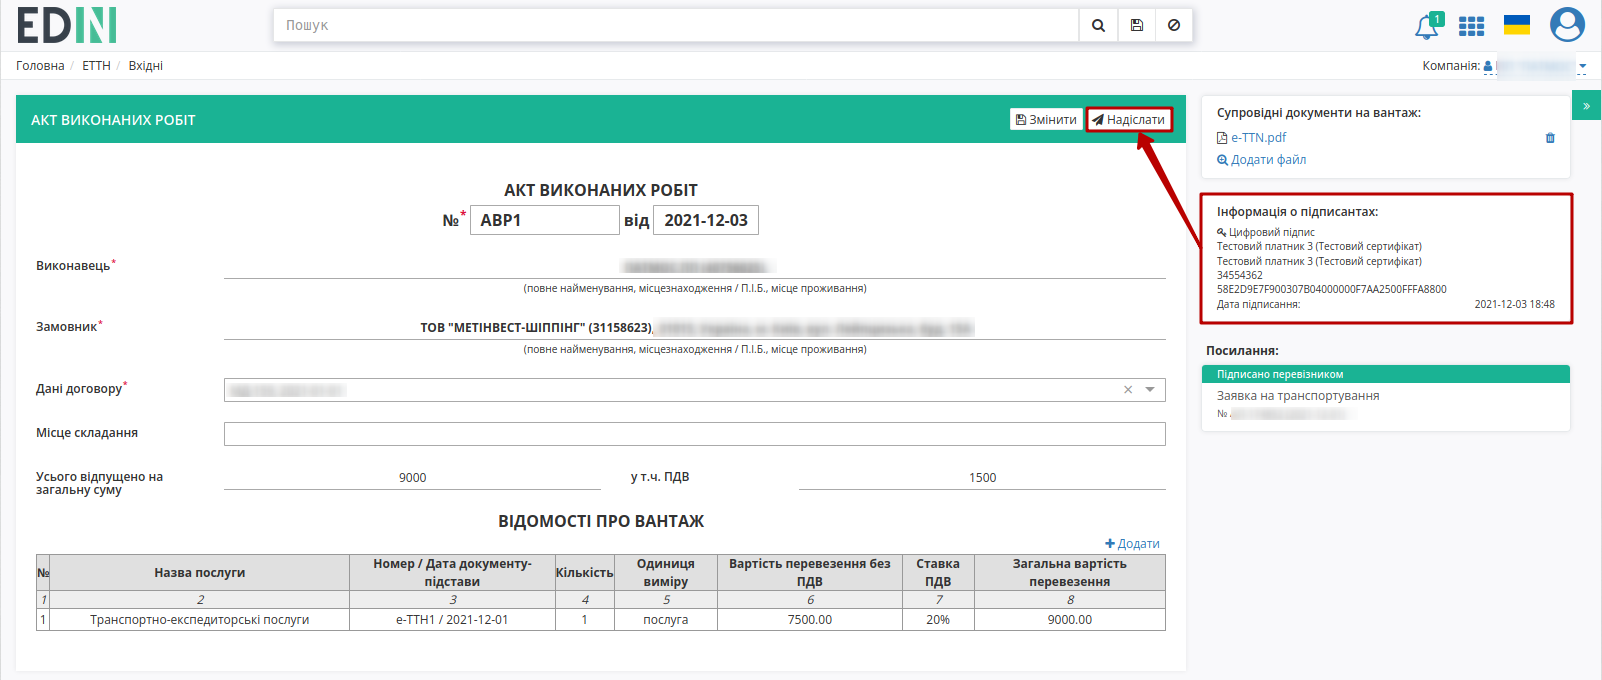 EDIN
Пошук
1
Головна / ЕТТН / Вхідні
Компанія:
АКТ ВИКОНАНИХ РОБІТ
Змінити
Надіслати
»
АКТ ВИКОНАНИХ РОБІТ
№* АВР1 від 2021-12-03
Виконавець*
(повне найменування, місцезнаходження / П.І.Б., місце проживання)
Замовник*
ТОВ "МЕТІНВЕСТ-ШІППІНГ" (31158623),
(повне найменування, місцезнаходження / П.І.Б., місце проживання)
Дані договору*
×
Місце складання
Усього відпущено на
загальну суму
9000
у т.ч. ПДВ
1500
ВІДОМОСТІ ПРО ВАНТАЖ
Додати
№ Назва послуги Номер / Дата документу-підстави Кількість Одиниця виміру Вартість перевезення без ПДВ Ставка ПДВ Загальна вартість перевезення
1 2 3 4 5 6 7 8
1 Транспортно-експедиторські послуги е-ТТН1 / 2021-12-01 1 послуга 7500.00 20% 9000.00
Супровідні документи на вантаж:
e-TTN.pdf
Додати файл
Інформація о підписантах:
Цифровий підпис
Тестовий платник 3 (Тестовий сертифікат)
Тестовий платник 3 (Тестовий сертифікат)
34554362
58E2D9E7F900307B04000000F7AA2500FFFA8800
Дата підписання: 2021-12-03 18:48
Посилання:
Підписано перевізником
Заявка на транспортування
№